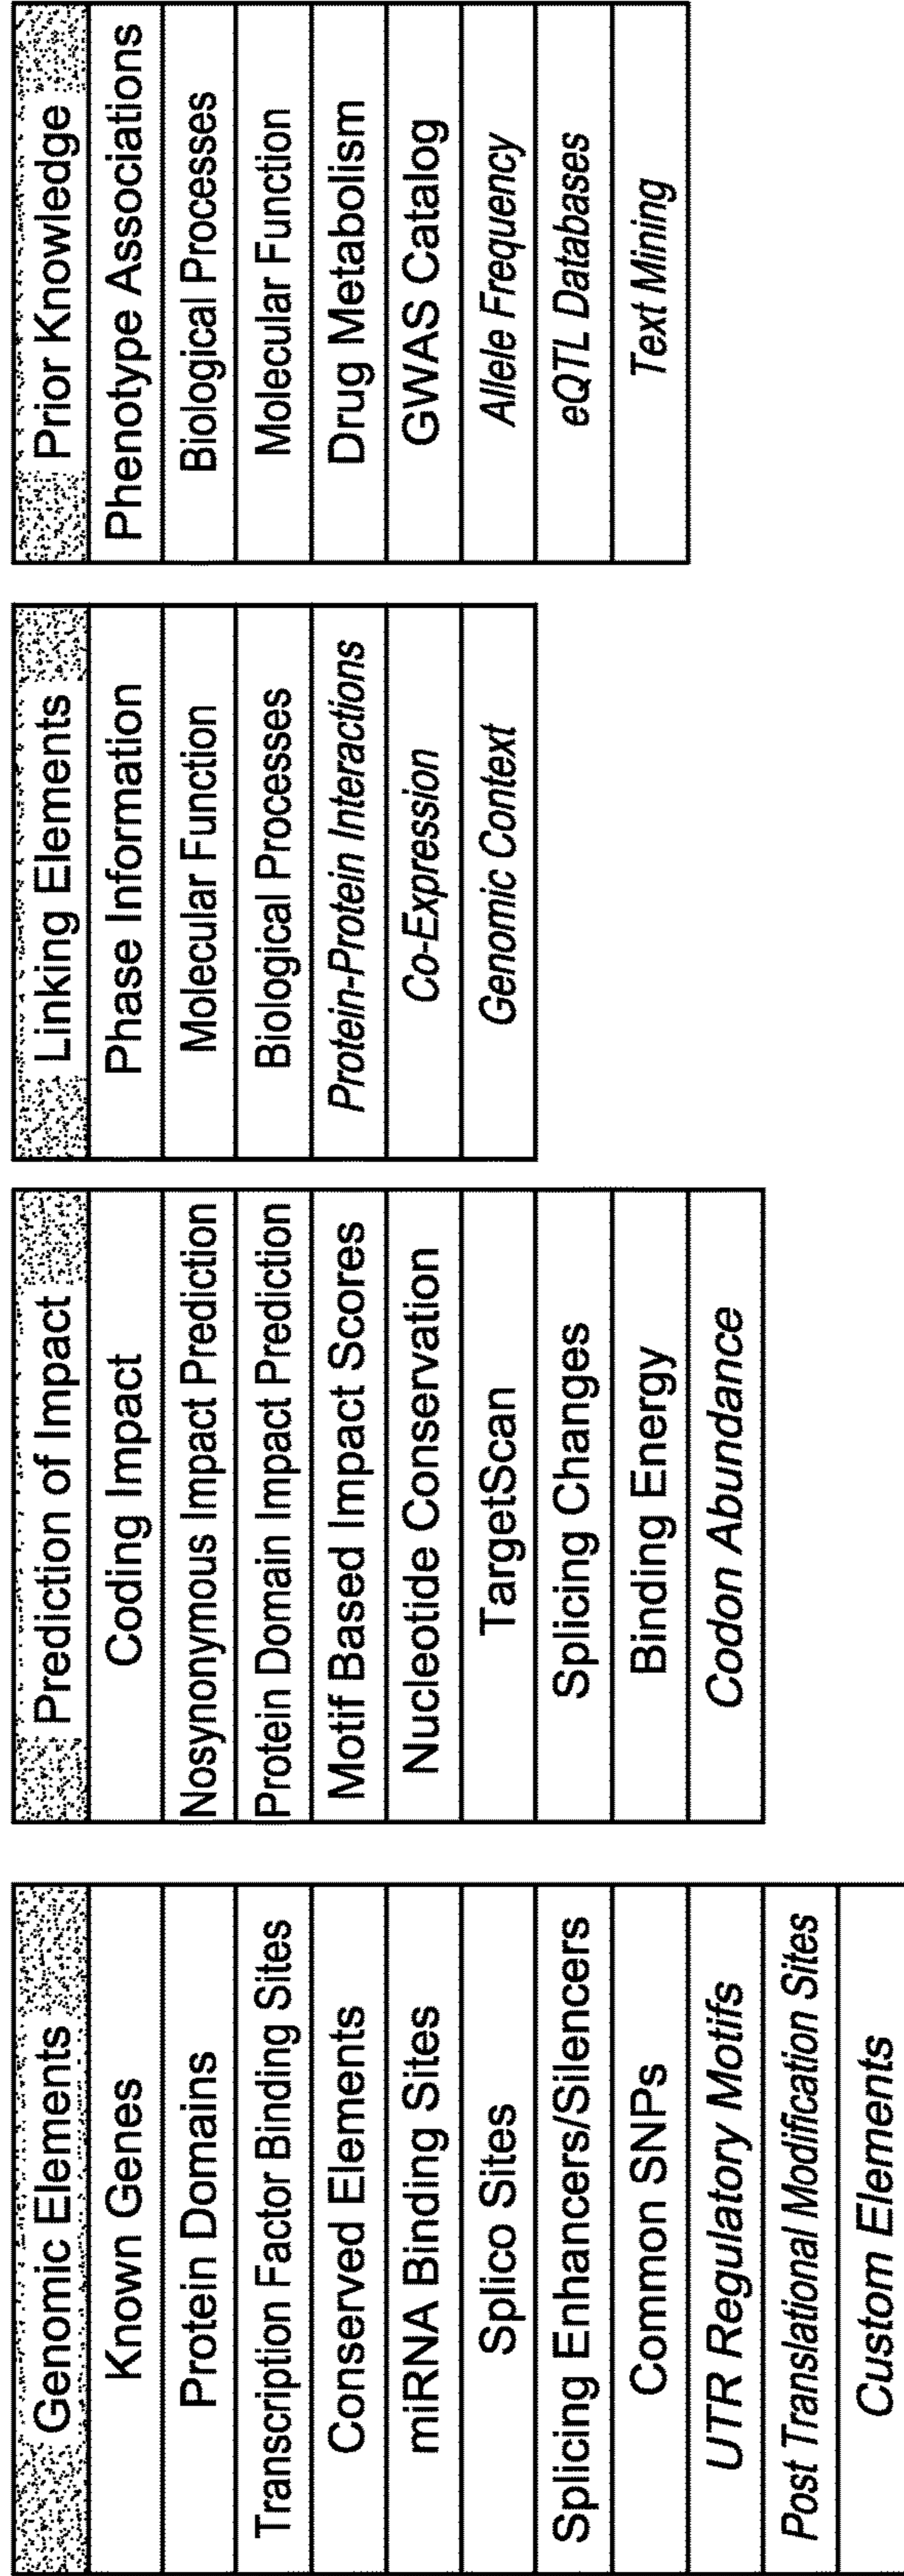 Genomic Elements
Known Genes
Protein Domains
Transcription Factor Binding Sites
Conserved Elements
miRNA Binding Sites
Splico Sites
Splicing Enhancers/Silencers
Common SNPs
UTR Regulatory Motifs
Post Translational Modification Sites
Custom Elements
Prediction of Impact
Coding Impact
Nosynonymous Impact Prediction
Protein Domain Impact Prediction
Motif Based Impact Scores
Nucleotide Conservation
TargetScan
Splicing Changes
Binding Energy
Codon Abundance
Linking Elements
Phase Information
Molecular Function
Biological Processes
Protein-Protein Interactions
Co-Expression
Genomic Context
Prior Knowledge
Phenotype Associations
Biological Processes
Molecular Function
Drug Metabolism
GWAS Catalog
Allele Frequency
eQTL Databases
Text Mining